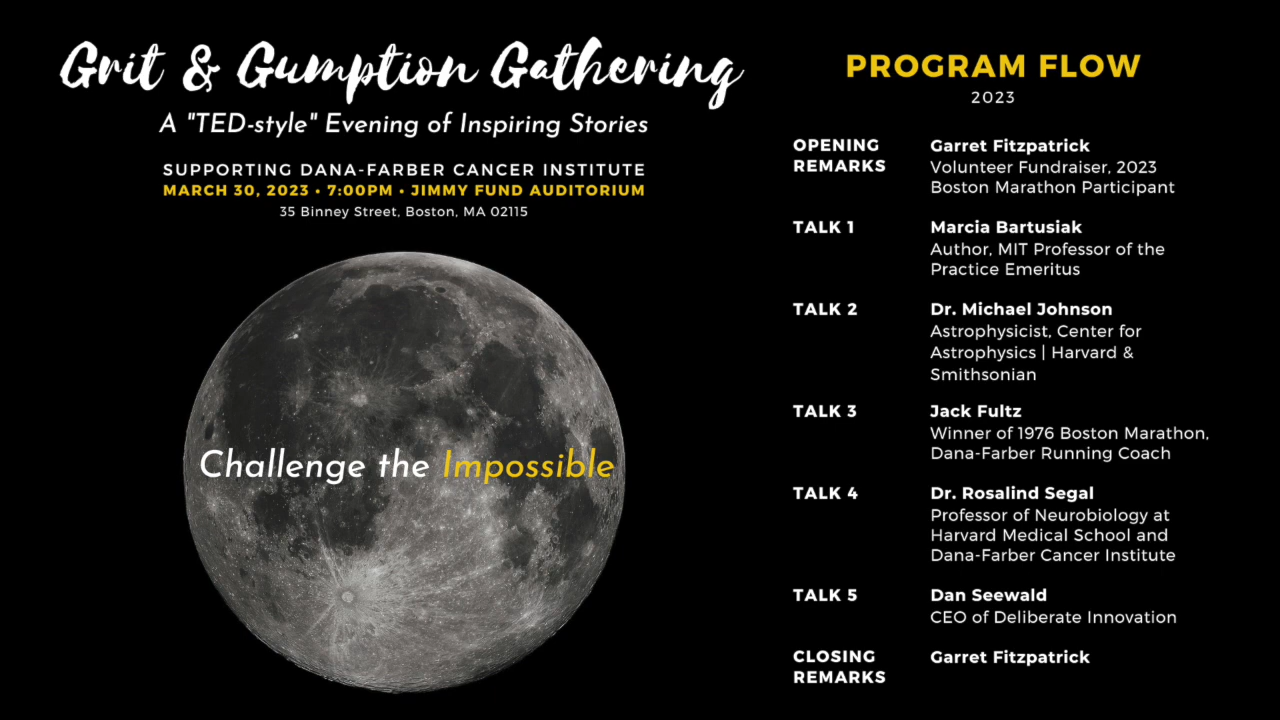 Grit & Gumption Gathering
A "TED-style" Evening of Inspiring Stories
SUPPORTING DANA-FARBER CANCER INSTITUTE
MARCH 30, 2023 • 7:00PM • JIMMY FUND AUDITORIUM
35 Binney Street, Boston, MA 02115
Challenge the Impossible
PROGRAM FLOW
2023
OPENING
REMARKS
Garret Fitzpatrick
Volunteer Fundraiser, 2023
Boston Marathon Participant
TALK 1
Marcia Bartusiak
Author, MIT Professor of the
Practice Emeritus
TALK 2
Dr. Michael Johnson
Astrophysicist, Center for
Astrophysics | Harvard &
Smithsonian
TALK 3
Jack Fultz
Winner of 1976 Boston Marathon,
Dana-Farber Running Coach
TALK 4
Dr. Rosalind Segal
Professor of Neurobiology at
Harvard Medical School and
Dana-Farber Cancer Institute
TALK 5
Dan Seewald
CEO of Deliberate Innovation
CLOSING
REMARKS
Garret Fitzpatrick